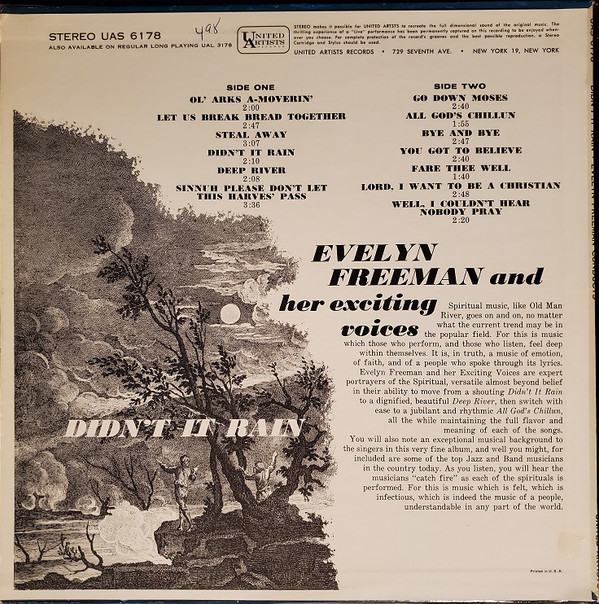 STEREO UAS 6178
498
ALSO AVAILABLE ON REGULAR LONG PLAYING UAL 3178
UNITED
ARTISTS
RECORDS
STEREO makes it possible for UNITED ARTISTS to recreate the full dimensional sound of the original music. The
thrilling experience of a "Live" performance has been permanently captured on this recording to be enjoyed when-
ever you choose. For complete protection of the record's grooves and the best possible reproduction, a Stereo
Cartridge and Stylus should be used.
UNITED ARTISTS RECORDS • 729 SEVENTH AVE. • NEW YORK 19, NEW YORK
SIDE ONE
OL' ARKS A-MOVERIN'
2:00
LET US BREAK BREAD TOGETHER
2:47
STEAL AWAY
3:07
DIDN'T IT RAIN
2:10
DEEP RIVER
2:08
SINNUH PLEASE DON'T LET
THIS HARVES' PASS
3:36
SIDE TWO
GO DOWN MOSES
2:40
ALL GOD'S CHILLUN
1:55
BYE AND BYE
2:47
YOU GOT TO BELIEVE
2:40
FARE THEE WELL
1:40
LORD, I WANT TO BE A CHRISTIAN
2:48
WELL, I COULDN'T HEAR
NOBODY PRAY
2:20
EVELYN
FREEMAN and
her exciting
voices
Spiritual music, like Old Man
River, goes on and on, no matter
what the current trend may be in
the popular field. For this is music
which those who perform, and those who listen, feel deep
within themselves. It is, in truth, a music of emotion,
of faith, and of a people who spoke through its lyrics.
Evelyn Freeman and her Exciting Voices are expert
portrayers of the Spiritual, versatile almost beyond belief
in their ability to move from a shouting Didn't It Rain
to a dignified, beautiful Deep River, then switch with
ease to a jubilant and rhythmic All God's Chillun,
all the while maintaining the full flavor and
meaning of each of the songs.
You will also note an exceptional musical background to
the singers in this very fine album, and well you might, for
included are some of the top Jazz and Band musicians
in the country today. As you listen, you will hear the
musicians "catch fire" as each of the spirituals is
performed. For this is music which is felt, which is
infectious, which is indeed the music of a people,
understandable in any part of the world.
DIDN'T IT RAIN
Printed in U.S.A.